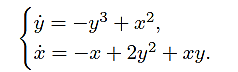 ẏ = −y³ + x²,
ẋ = −x + 2y² + xy.